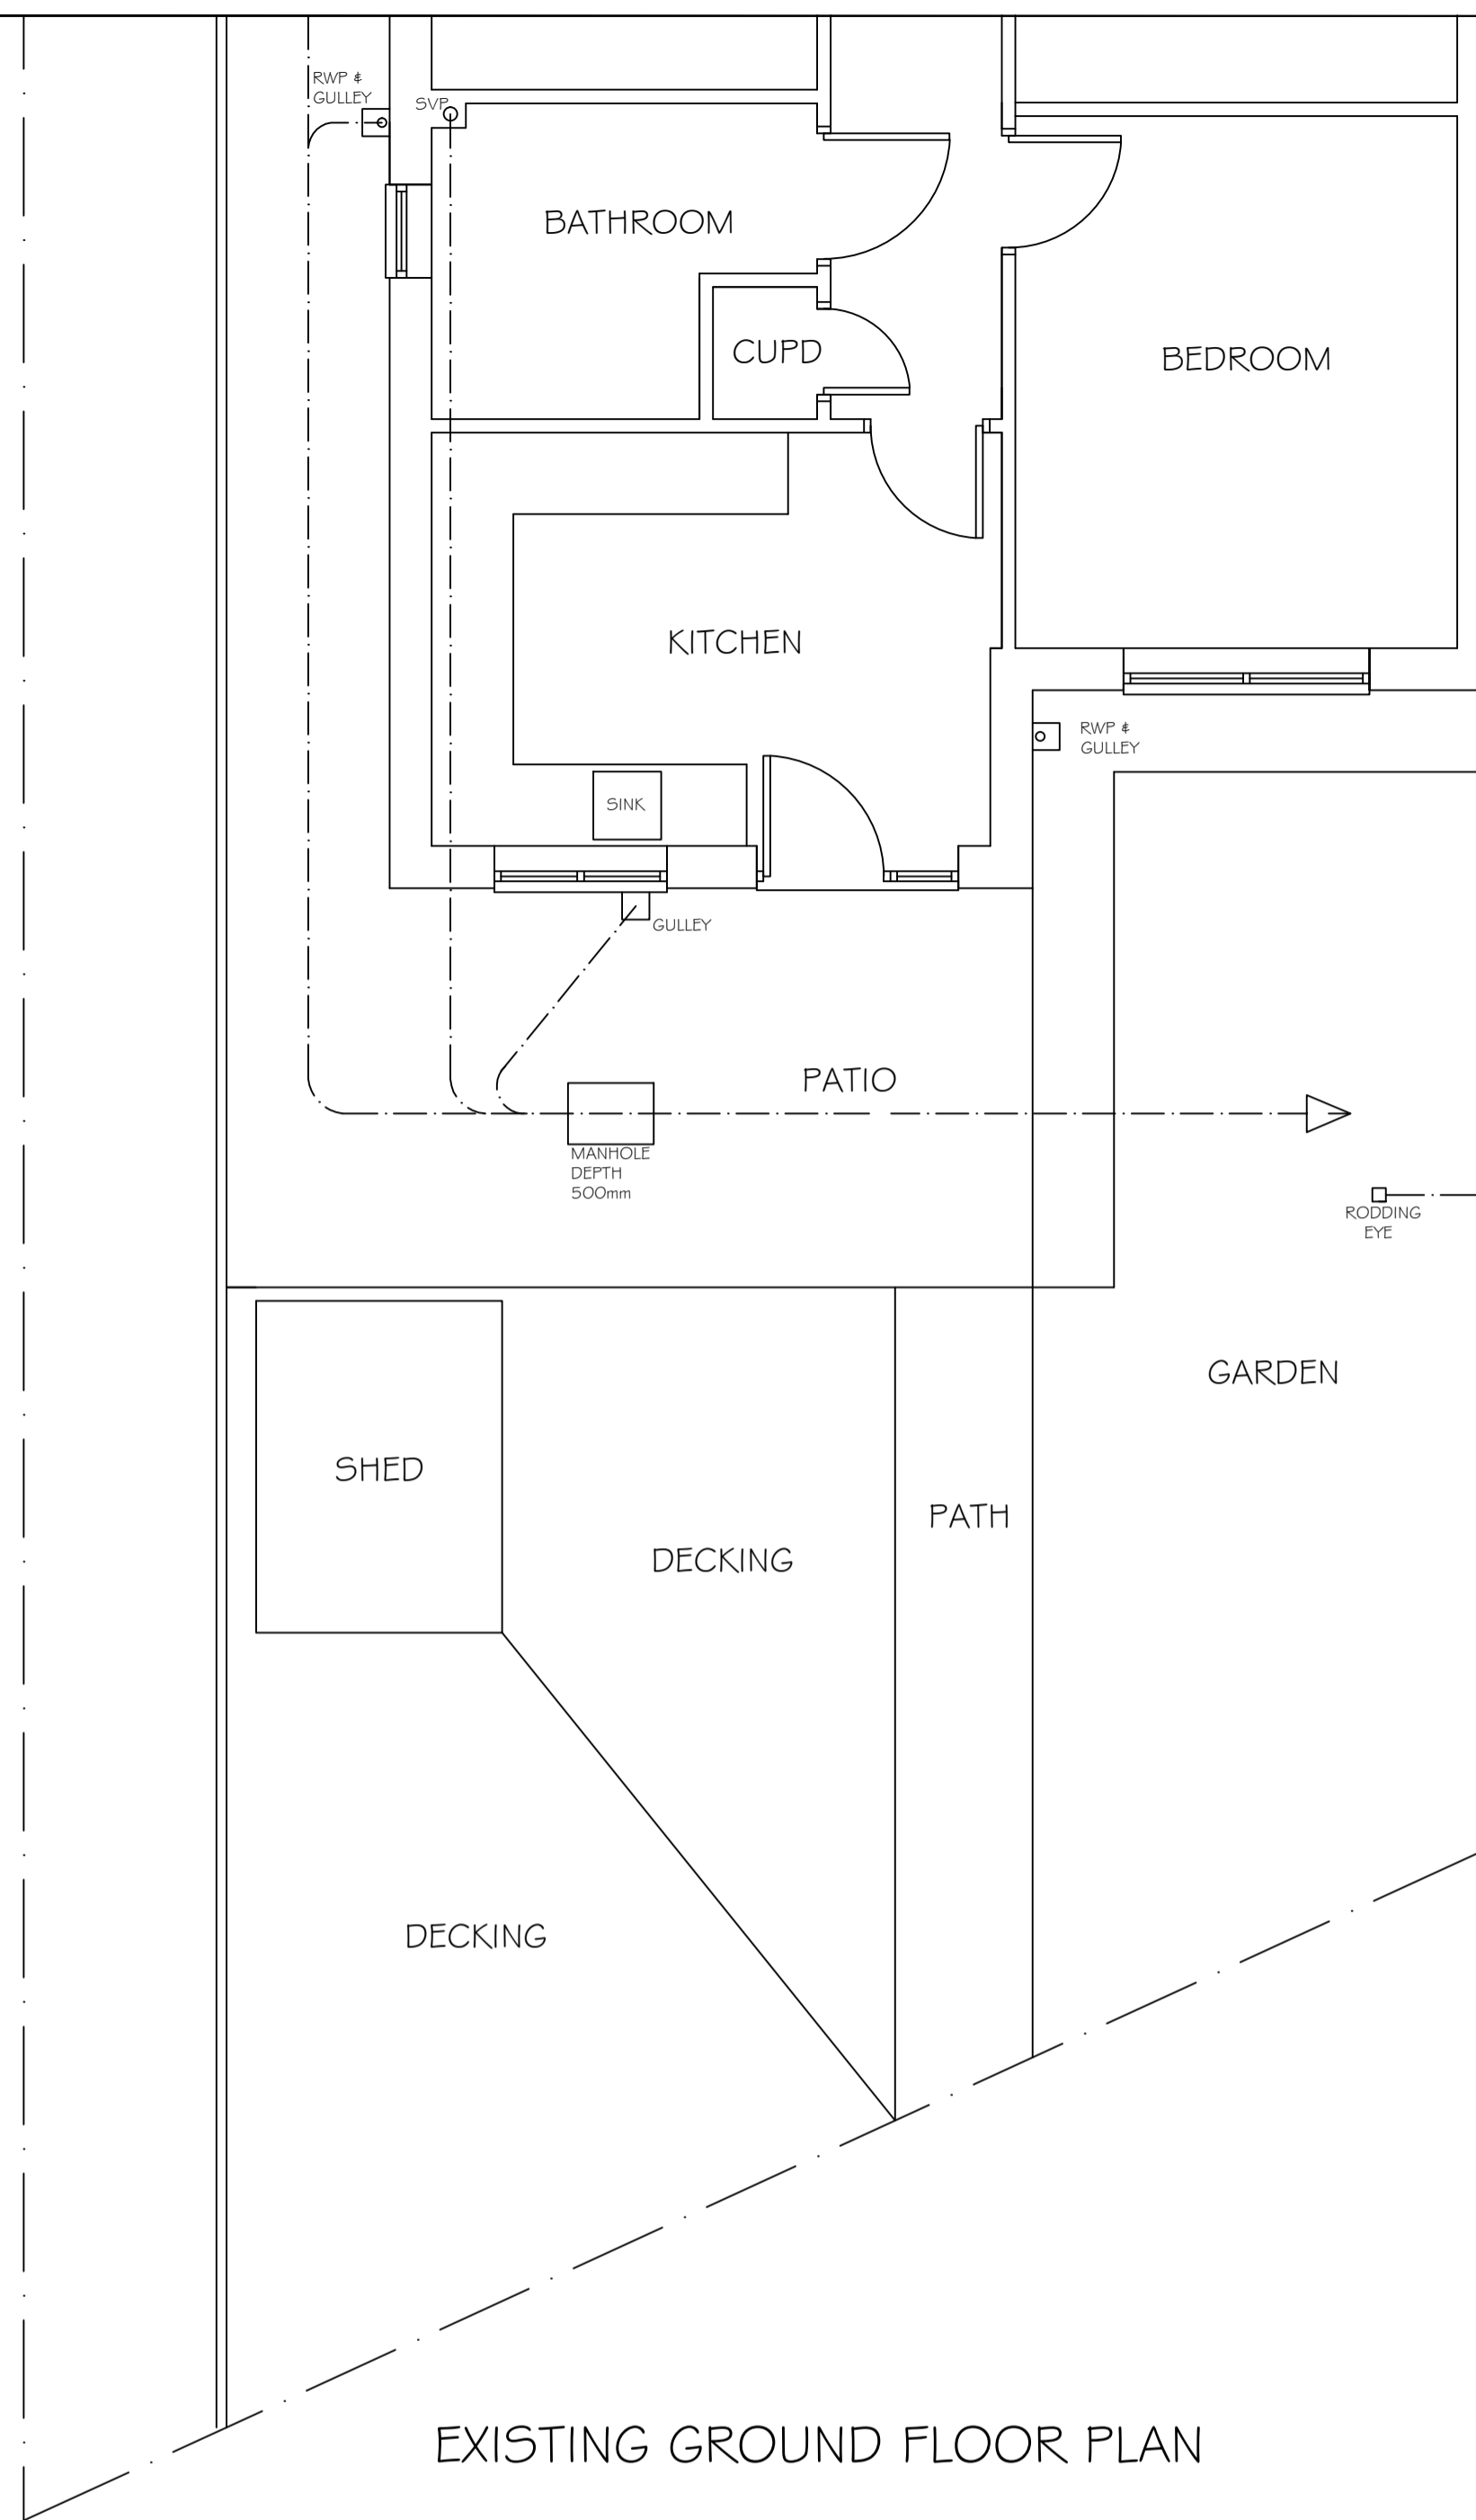 RWP &
GULLEY
SVP
BATHROOM
CUPD
BEDROOM
KITCHEN
RWP &
GULLEY
SINK
GULLEY
PATIO
MANHOLE
DEPTH
500mm
RODDING
EYE
GARDEN
SHED
PATH
DECKING
DECKING
EXISTING GROUND FLOOR PLAN